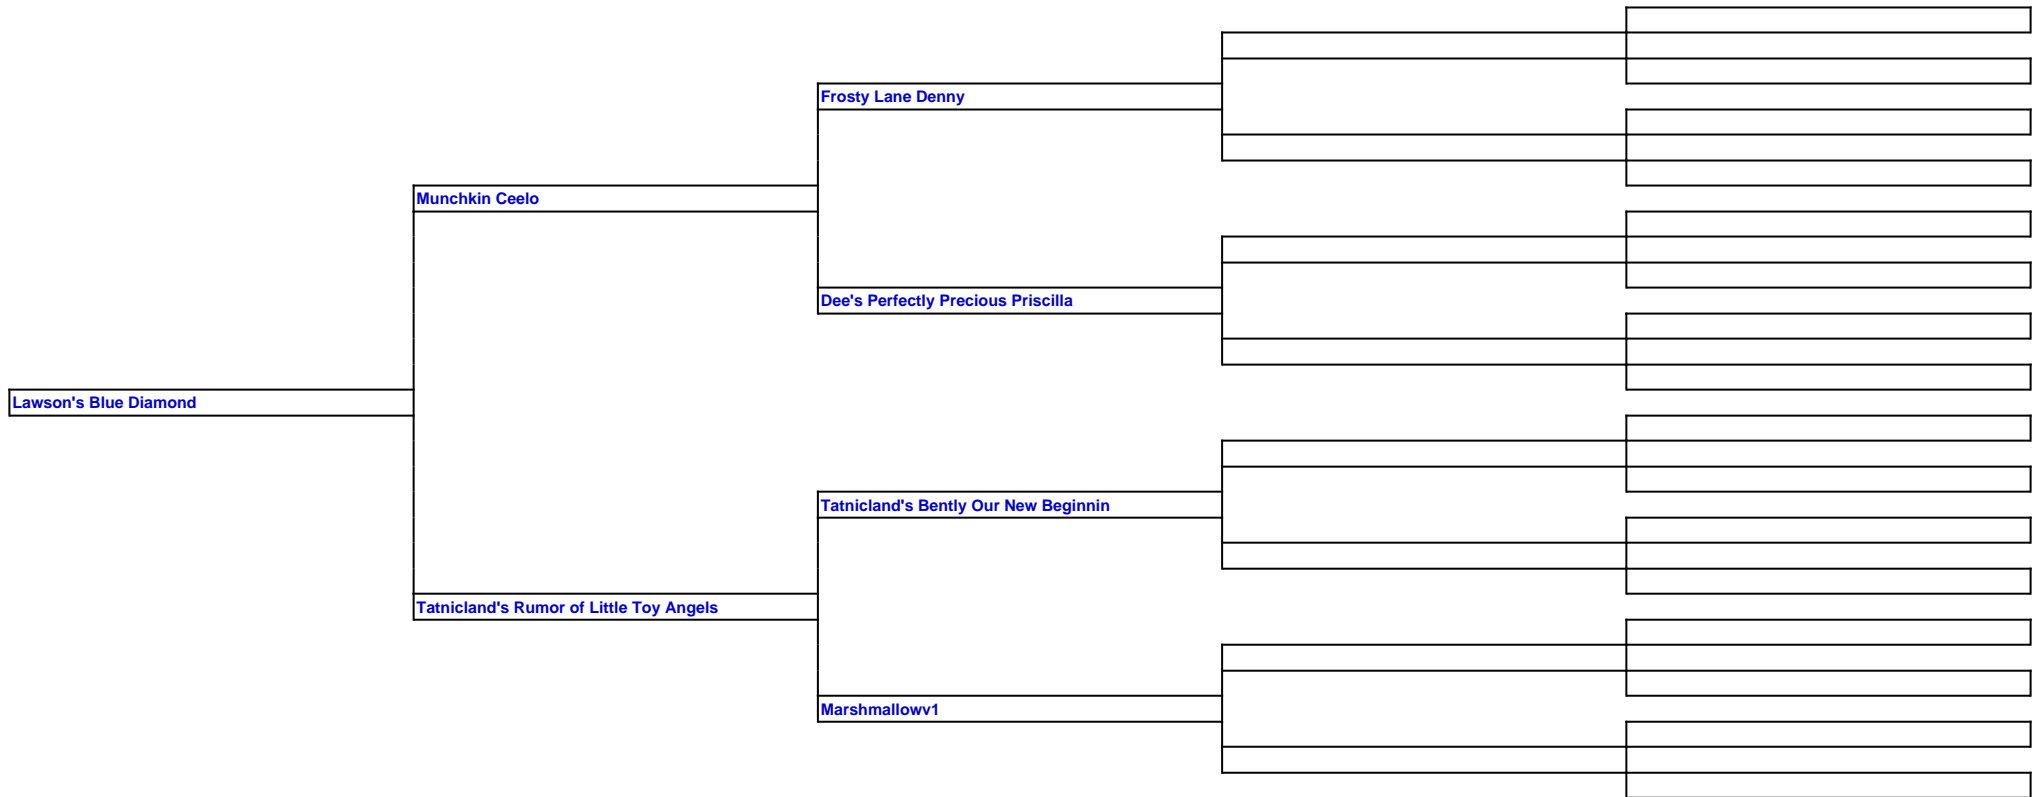 Frosty Lane Denny
Munchkin Ceelo
Dee's Perfectly Precious Priscilla
Lawson's Blue Diamond
Tatnicland's Bently Our New Beginnin
Tatnicland's Rumor of Little Toy Angels
Marshmallowv1